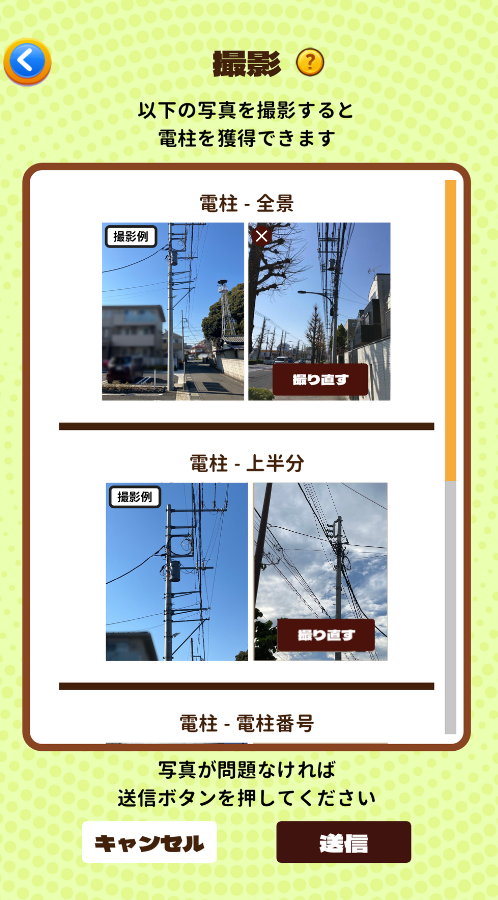 撮影 ?
以下の写真を撮影すると
電柱を獲得できます
電柱 - 全景
撮影例
撮り直す
電柱 - 上半分
撮影例
撮り直す
電柱 - 電柱番号
写真が問題なければ
送信ボタンを押してください
キャンセル 送信